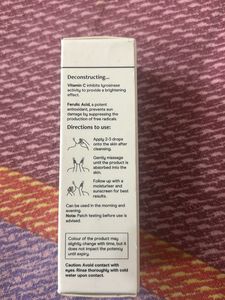 Deconstructing...
Vitamin C inhibits tyrosinase
activity to provide a brightening
effect.
Ferulic Acid, a potent
antioxidant, prevents sun
damage by suppressing the
production of free radicals.
Directions to use:
Apply 2-3 drops
onto the skin after
cleansing.
Gently massage
until the product is
absorbed into the
skin.
Follow up with a
moisturiser and
sunscreen for best
results.
Can be used in the morning and
evening.
Note: Patch testing before use is
advised.
Colour of the product may
slightly change with time, but it
does not impact the potency
until expiry.
Caution: Avoid contact with
eyes. Rinse thoroughly with cold
water upon contact.